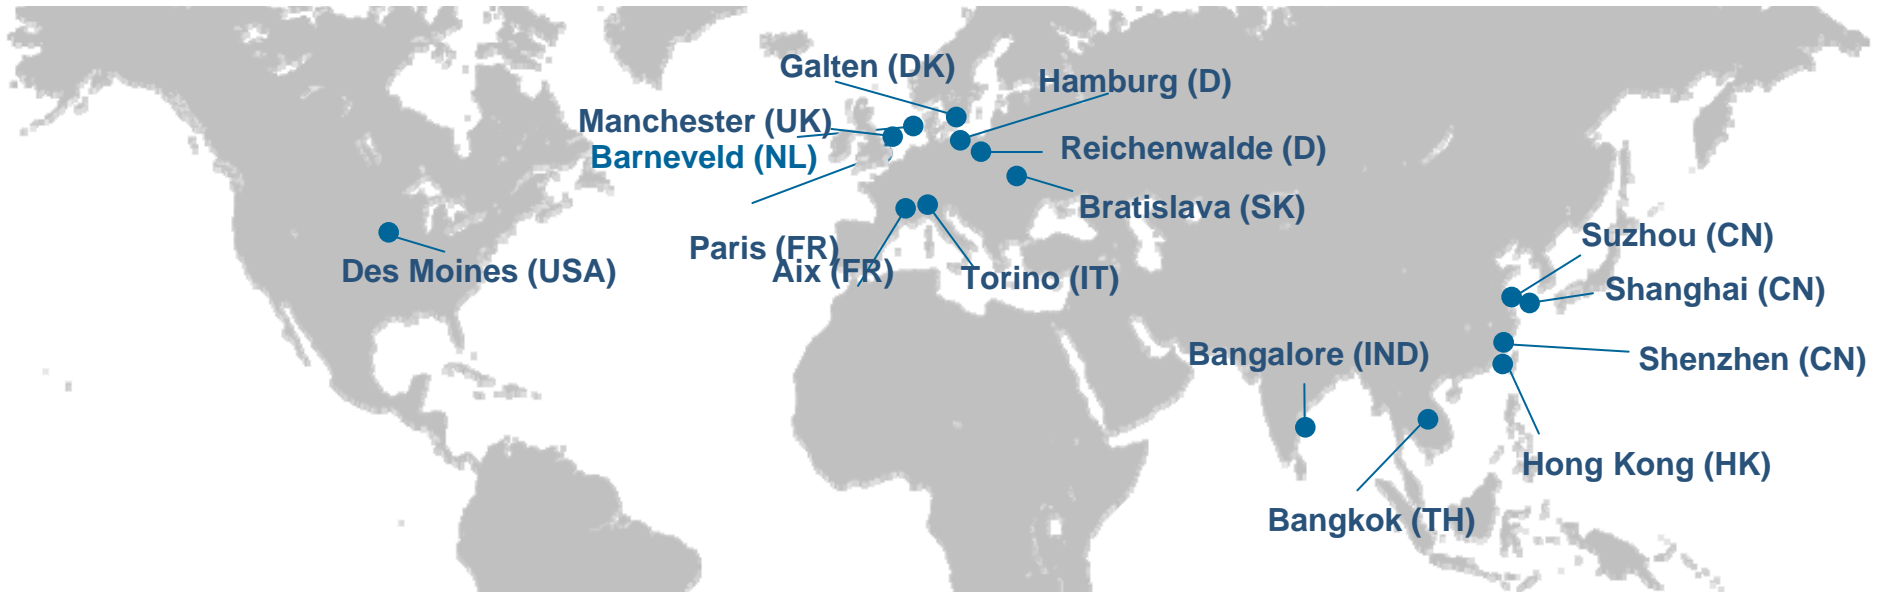 Galten (DK)
Hamburg (D)
Manchester (UK)
Barneveld (NL)
Reichenwalde (D)
Bratislava (SK)
Paris (FR)
Aix (FR)
Torino (IT)
Des Moines (USA)
Suzhou (CN)
Shanghai (CN)
Shenzhen (CN)
Bangalore (IND)
Hong Kong (HK)
Bangkok (TH)